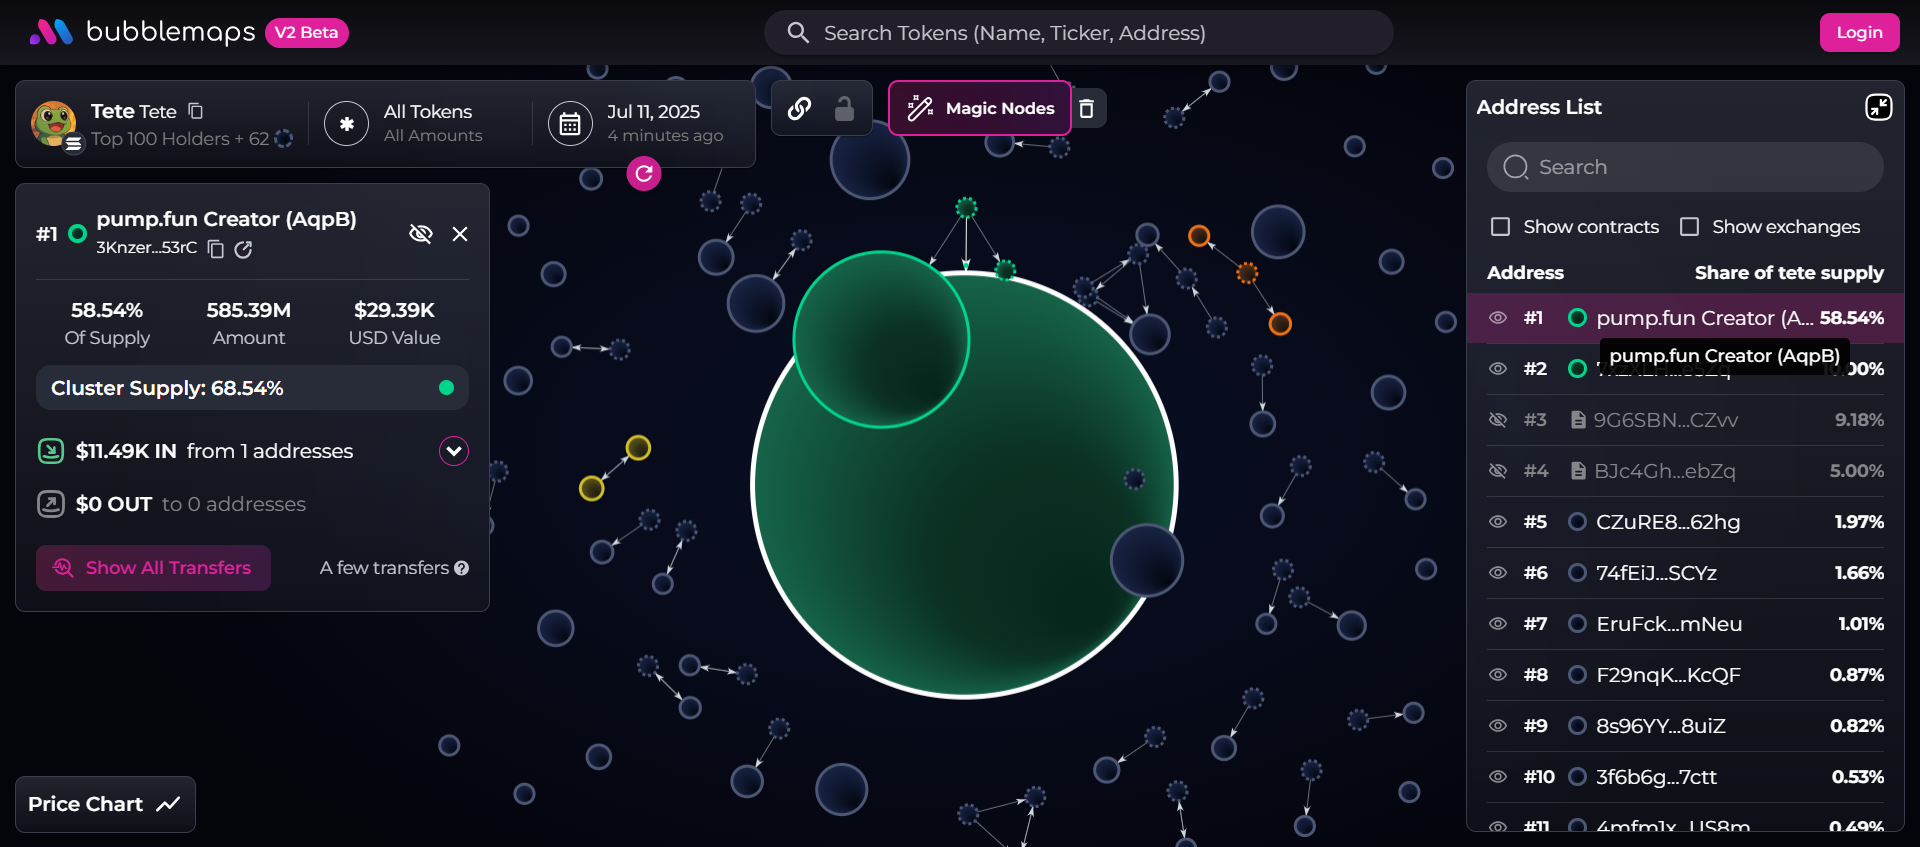 bubblemaps V2 Beta
Search Tokens (Name, Ticker, Address)
Login
Tete Tete
Top 100 Holders + 62
All Tokens
All Amounts
Jul 11, 2025
4 minutes ago
Magic Nodes
#1 pump.fun Creator (AqpB)
3Knzer...53rC
58.54% 585.39M $29.39K
Of Supply Amount USD Value
Cluster Supply: 68.54%
$11.49K IN from 1 addresses
$0 OUT to 0 addresses
Show All Transfers A few transfers
Price Chart
Address List
Search
Show contracts Show exchanges
Address Share of tete supply
#1 pump.fun Creator (A... 58.54%
pump.fun Creator (AqpB)
#2
#3 9G6SBN...CZvv 9.18%
#4 BJc4Gh...ebZq 5.00%
#5 CZuRE8...62hg 1.97%
#6 74fEiJ...SCYz 1.66%
#7 EruFck...mNeu 1.01%
#8 F29nqK...KcQF 0.87%
#9 8s96YY...8uiZ 0.82%
#10 3f6b6g...7ctt 0.53%
#11 4mfm1x...US8m 0.49%